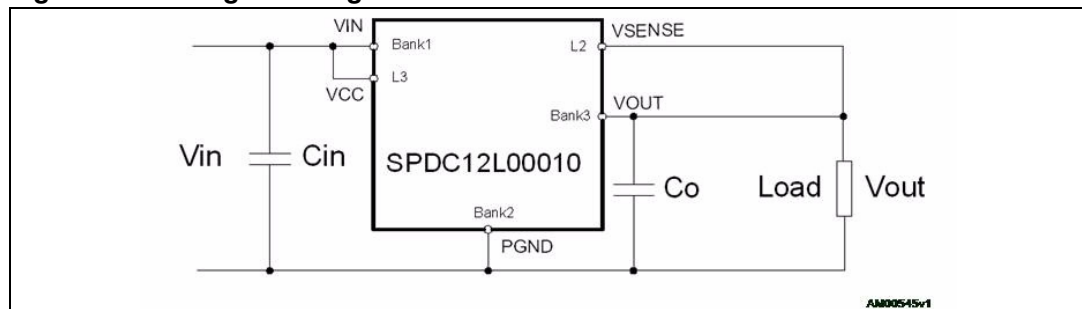 VIN
Bank1
L2
VSENSE
L3
VCC
Bank3
VOUT
Vin
Cin
SPDC12L00010
Co
Load
Vout
Bank2
PGND
AM00545v1